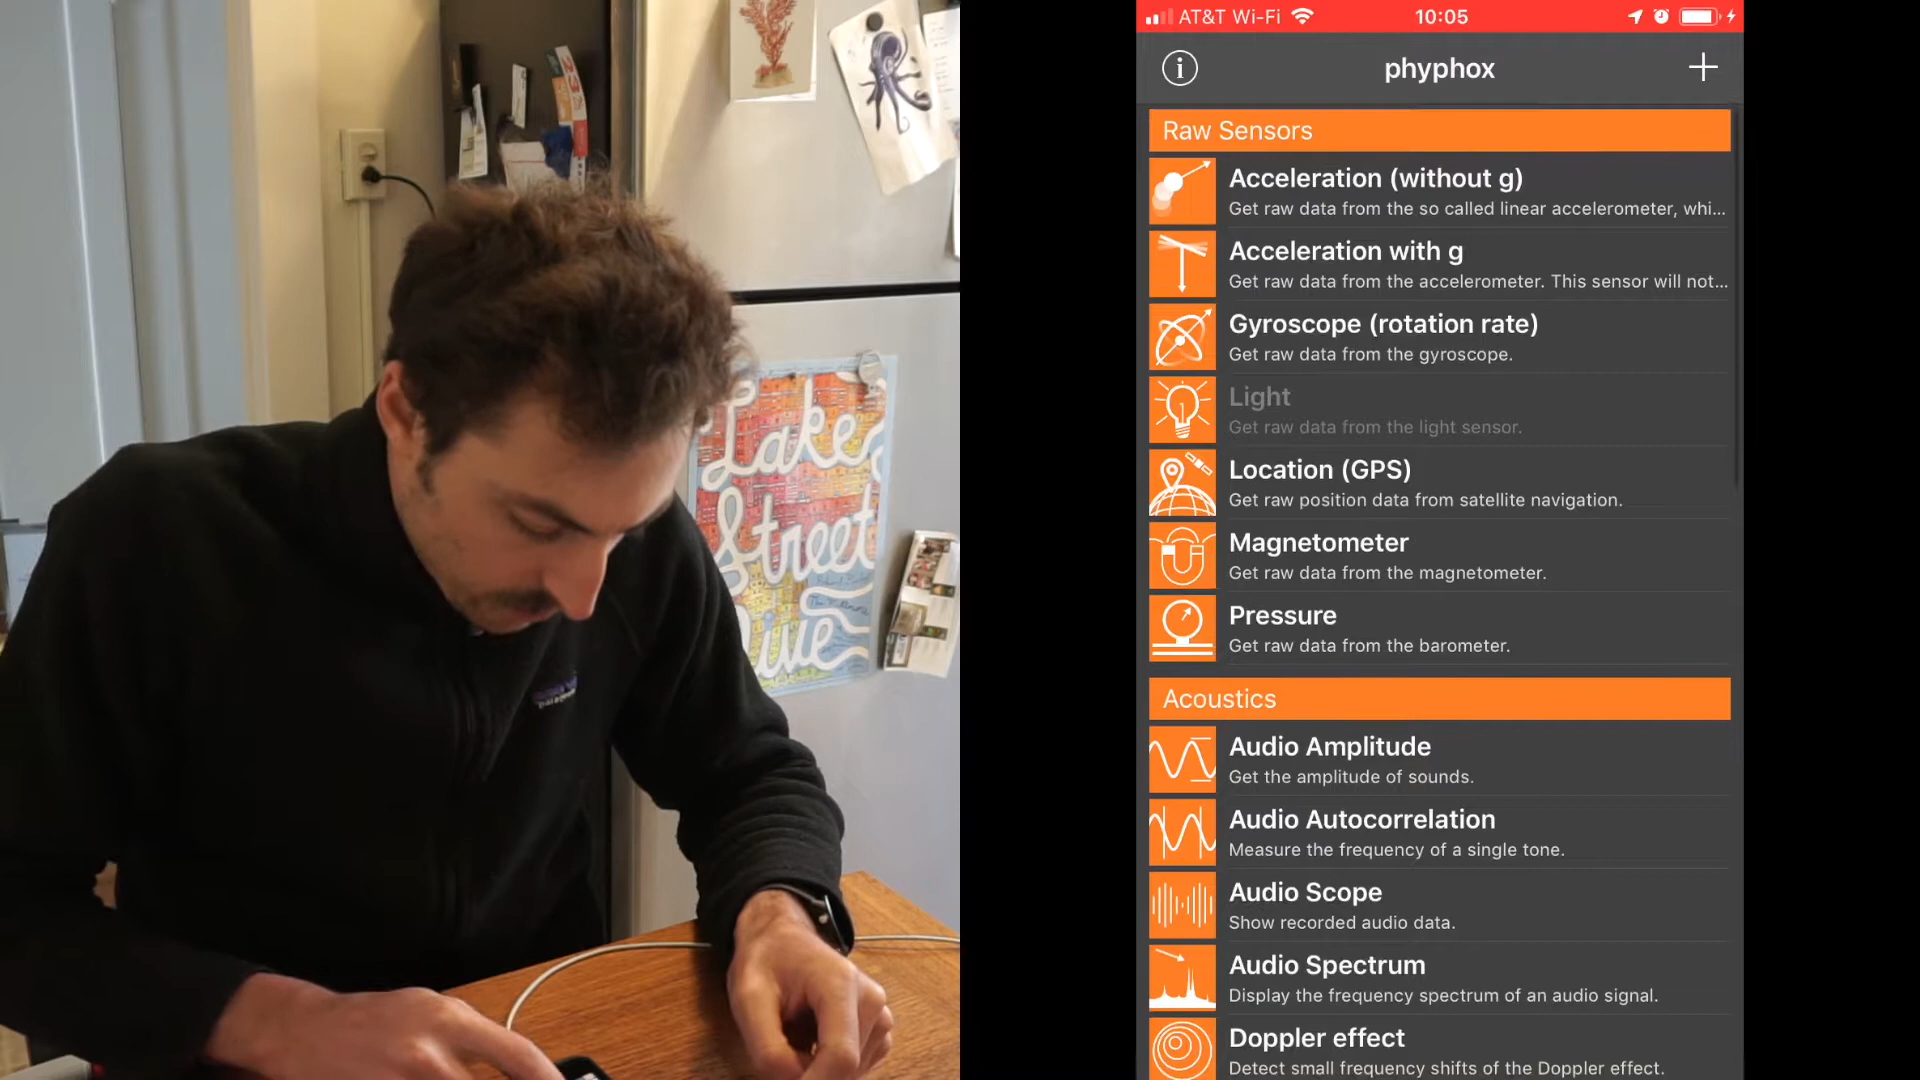 Lake
Street
Dive
patagonia
AT&T Wi-Fi
10:05
phyphox
Raw Sensors
Acceleration (without g)
Get raw data from the so called linear accelerometer, whi...
Acceleration with g
Get raw data from the accelerometer. This sensor will not...
Gyroscope (rotation rate)
Get raw data from the gyroscope.
Light
Get raw data from the light sensor.
Location (GPS)
Get raw position data from satellite navigation.
Magnetometer
Get raw data from the magnetometer.
Pressure
Get raw data from the barometer.
Acoustics
Audio Amplitude
Get the amplitude of sounds.
Audio Autocorrelation
Measure the frequency of a single tone.
Audio Scope
Show recorded audio data.
Audio Spectrum
Display the frequency spectrum of an audio signal.
Doppler effect
Detect small frequency shifts of the Doppler effect.